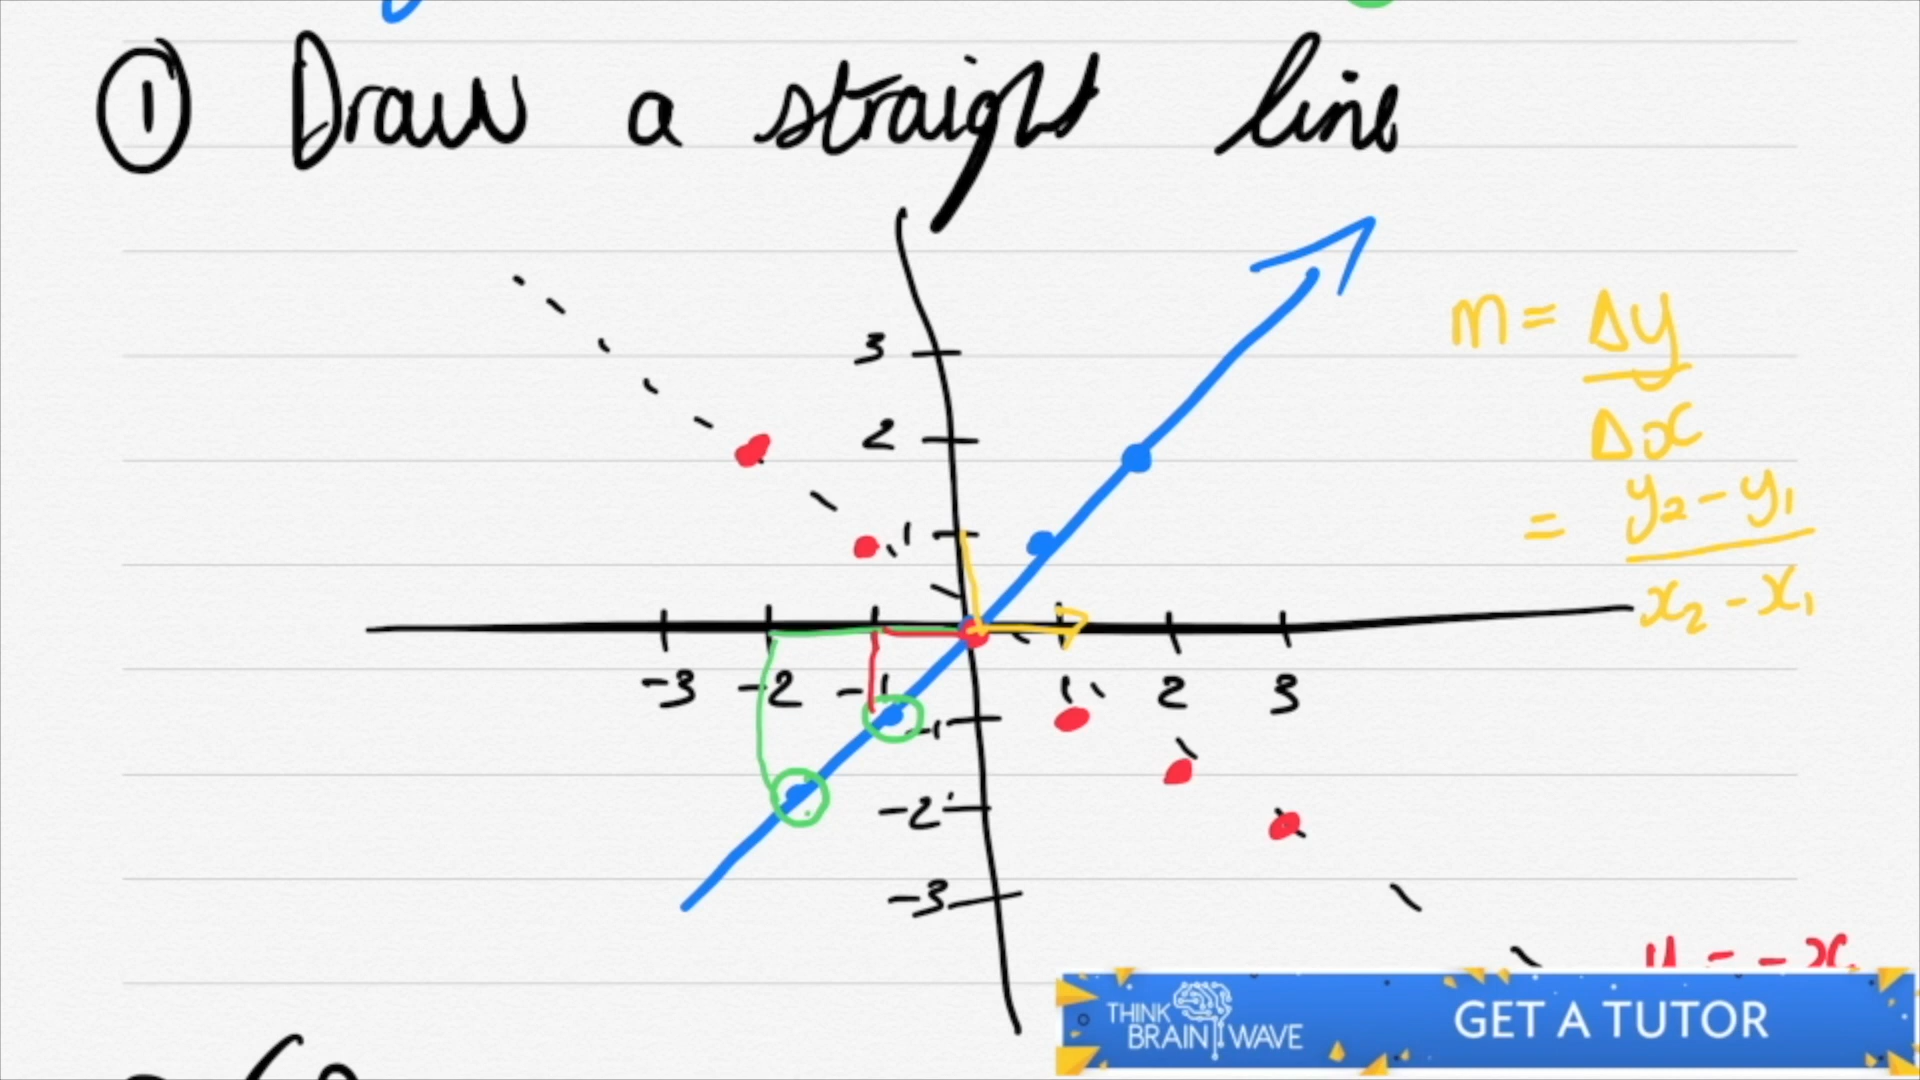 ① Draw a straight line
m = Δy
Δx
= y₂ - y₁
x₂ - x₁
3
2
1
-3 -2 -1 1 2 3
-1
-2
-3
y = -x
THINK
BRAIN WAVE
GET A TUTOR